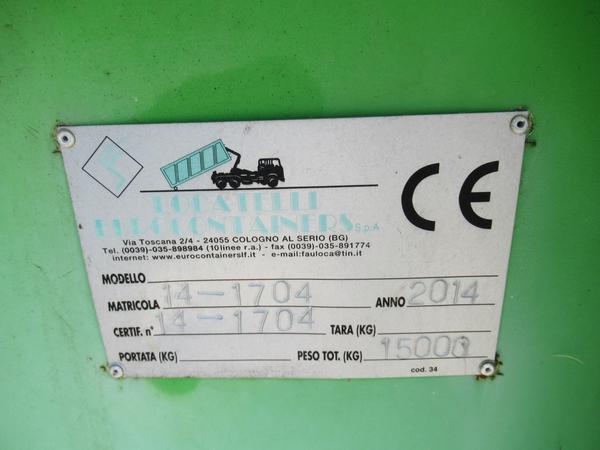 LOCATELLI
EUROCONTAINERS S.p.A
Via Toscana 2/4 - 24055 COLOGNO AL SERIO (BG)
Tel. (0039)-035-898984 (10linee r.a.) - fax (0039)-035-891774
internet: www.eurocontainerslf.it - e-mail:fauloca@tin.it
CE
MODELLO
MATRICOLA 14-1704 ANNO 2014
CERTIF. n° 14-1704 TARA (KG)
PORTATA (KG) PESO TOT. (KG) 15000
cod. 34